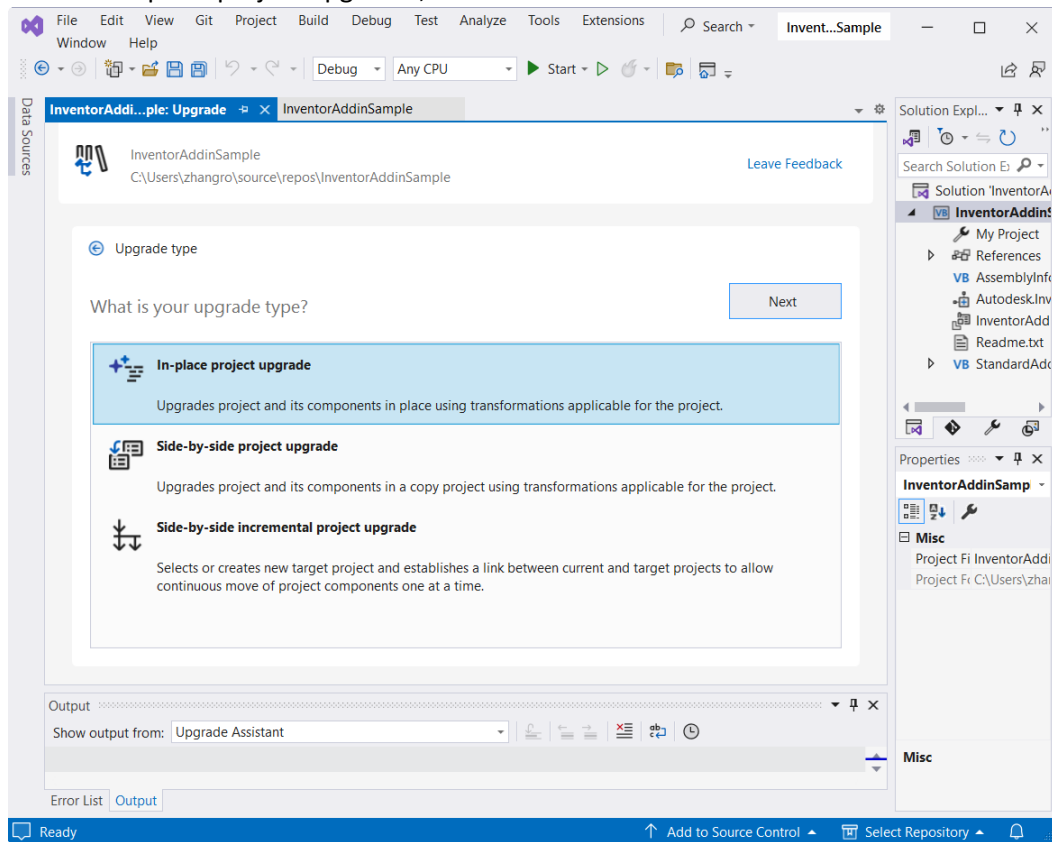 File Edit View Git Project Build Debug Test Analyze Tools Extensions Search Invent...Sample
Window Help
Debug Any CPU Start
Data Sources
InventorAddi...ple: Upgrade InventorAddinSample
InventorAddinSample
C:\Users\zhangro\source\repos\InventorAddinSample
Leave Feedback
Upgrade type
What is your upgrade type?
Next
In-place project upgrade
Upgrades project and its components in place using transformations applicable for the project.
Side-by-side project upgrade
Upgrades project and its components in a copy project using transformations applicable for the project.
Side-by-side incremental project upgrade
Selects or creates new target project and establishes a link between current and target projects to allow
continuous move of project components one at a time.
Output
Show output from: Upgrade Assistant
Error List Output
Solution Expl...
Search Solution E
Solution 'InventorA
VB InventorAddinS
My Project
References
VB AssemblyInfo
Autodesk.Inv
InventorAdd
Readme.txt
VB StandardAdd
Properties
InventorAddinSampl
Misc
Project Fi InventorAddi
Project Fo C:\Users\zhan
Misc
Ready Add to Source Control Select Repository